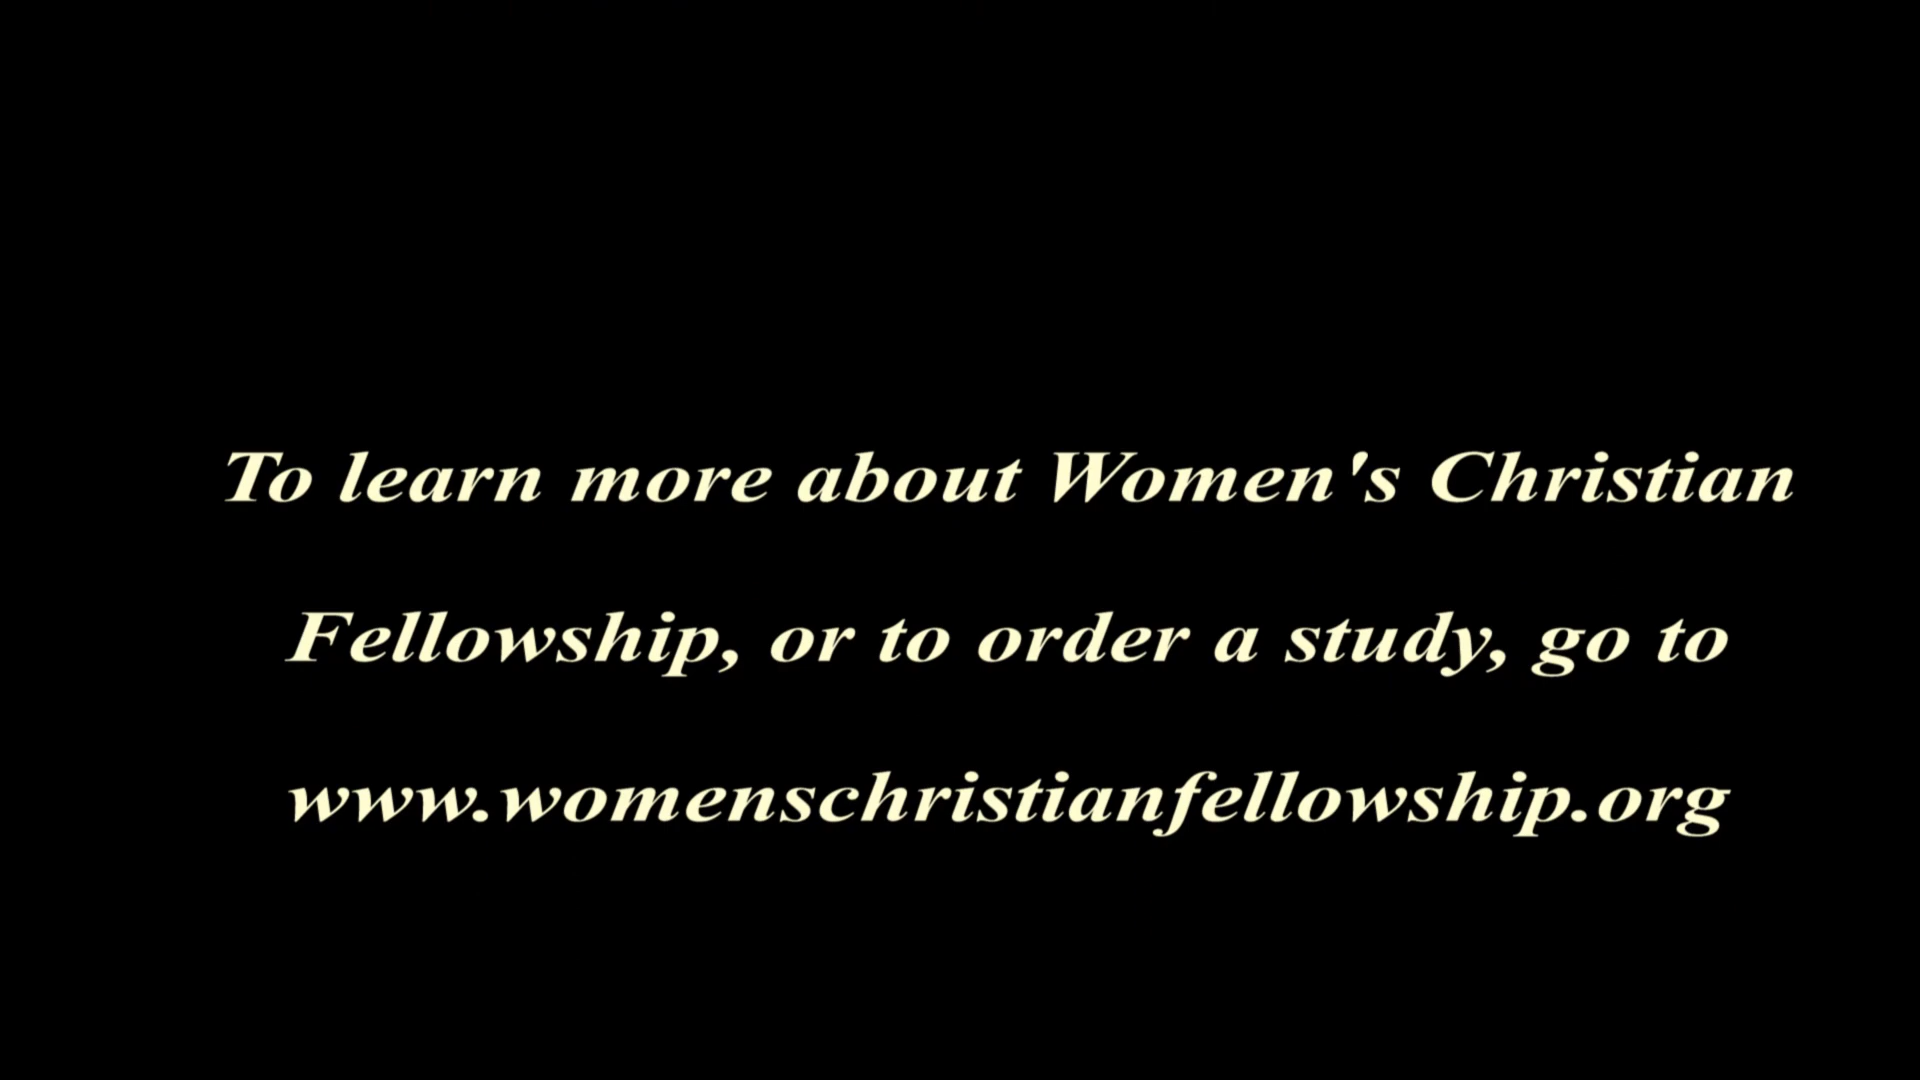 To learn more about Women's Christian
Fellowship, or to order a study, go to
www.womenschristianfellowship.org